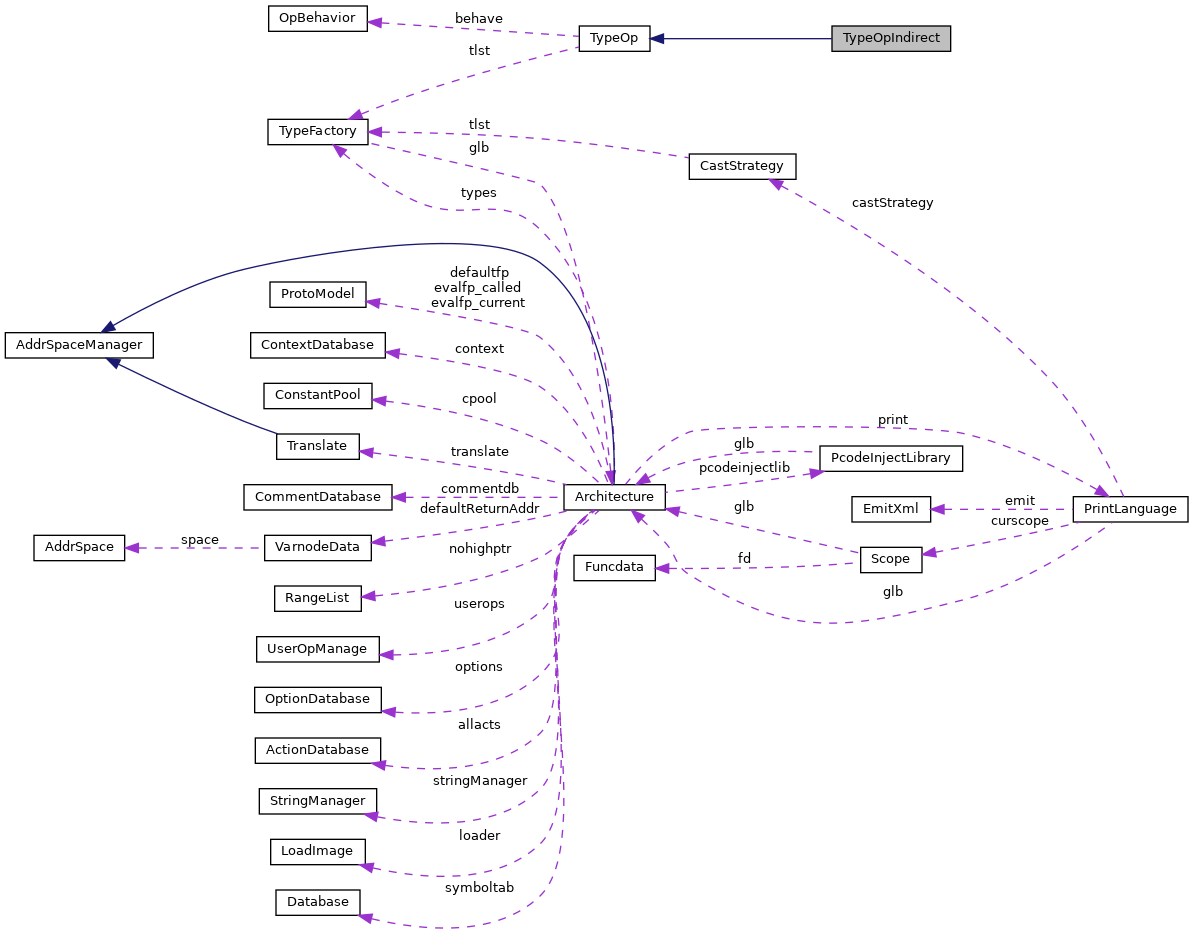 OpBehavior
behave
TypeOp
TypeOpIndirect
tlst
TypeFactory
tlst
glb
CastStrategy
types
castStrategy
defaultfp
evalfp_called
evalfp_current
ProtoModel
AddrSpaceManager
ContextDatabase
context
ConstantPool
cpool
print
Translate
translate
glb
PcodeInjectLibrary
pcodeinjectlib
CommentDatabase
commentdb
Architecture
defaultReturnAddr
glb
EmitXml
emit
curscope
PrintLanguage
AddrSpace
space
VarnodeData
nohighptr
Funcdata
fd
Scope
RangeList
userops
glb
UserOpManage
options
OptionDatabase
allacts
ActionDatabase
stringManager
StringManager
loader
LoadImage
symboltab
Database